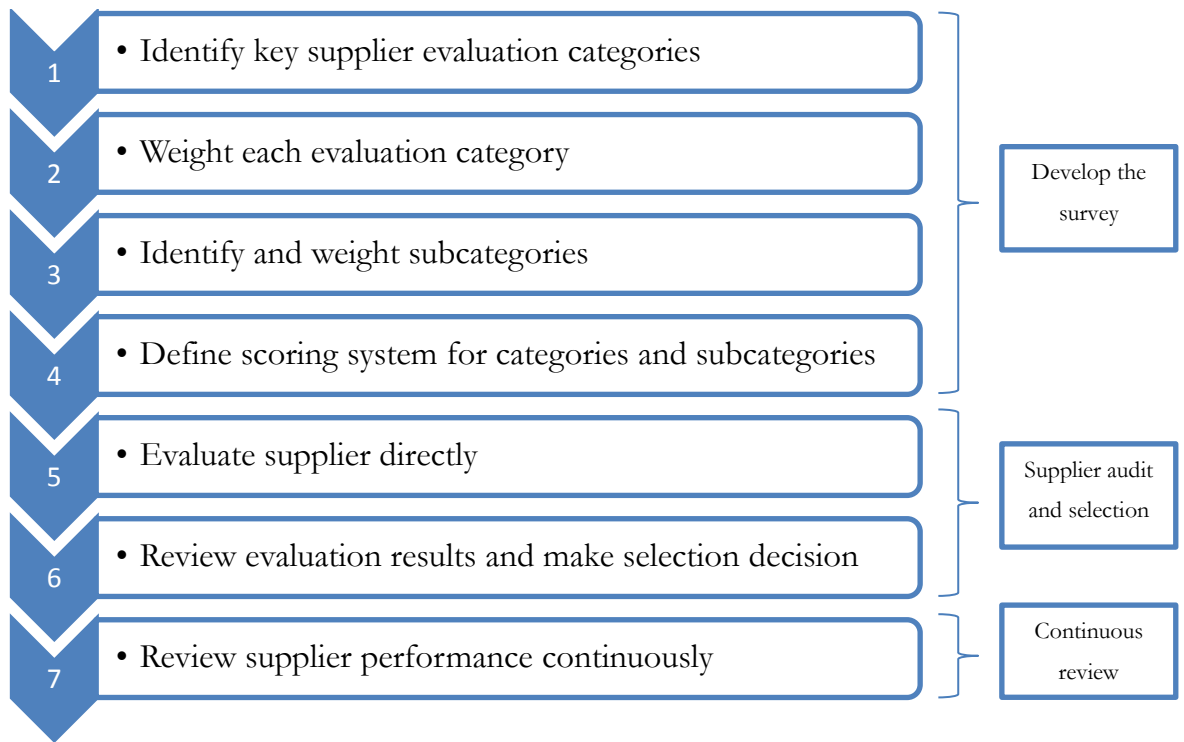 1
• Identify key supplier evaluation categories
2
• Weight each evaluation category
3
• Identify and weight subcategories
4
• Define scoring system for categories and subcategories
Develop the
survey
5
• Evaluate supplier directly
6
• Review evaluation results and make selection decision
Supplier audit
and selection
7
• Review supplier performance continuously
Continuous
review